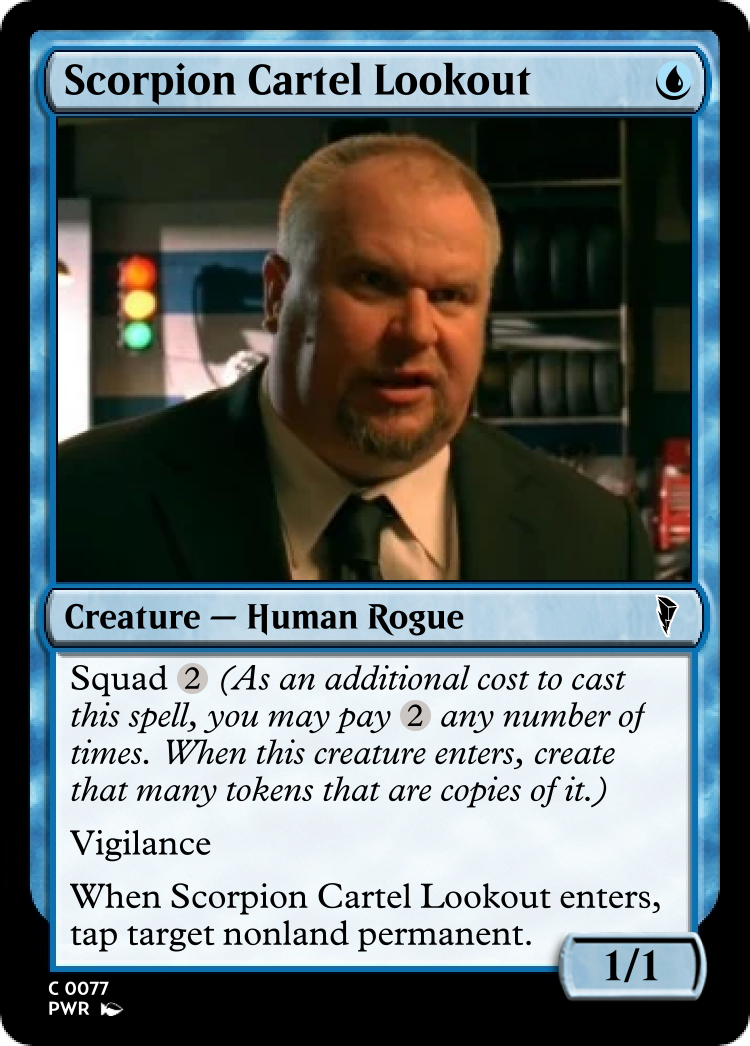 Scorpion Cartel Lookout
Creature — Human Rogue
Squad 2 (As an additional cost to cast
this spell, you may pay 2 any number of
times. When this creature enters, create
that many tokens that are copies of it.)
Vigilance
When Scorpion Cartel Lookout enters,
tap target nonland permanent.
1/1
C 0077
PWR